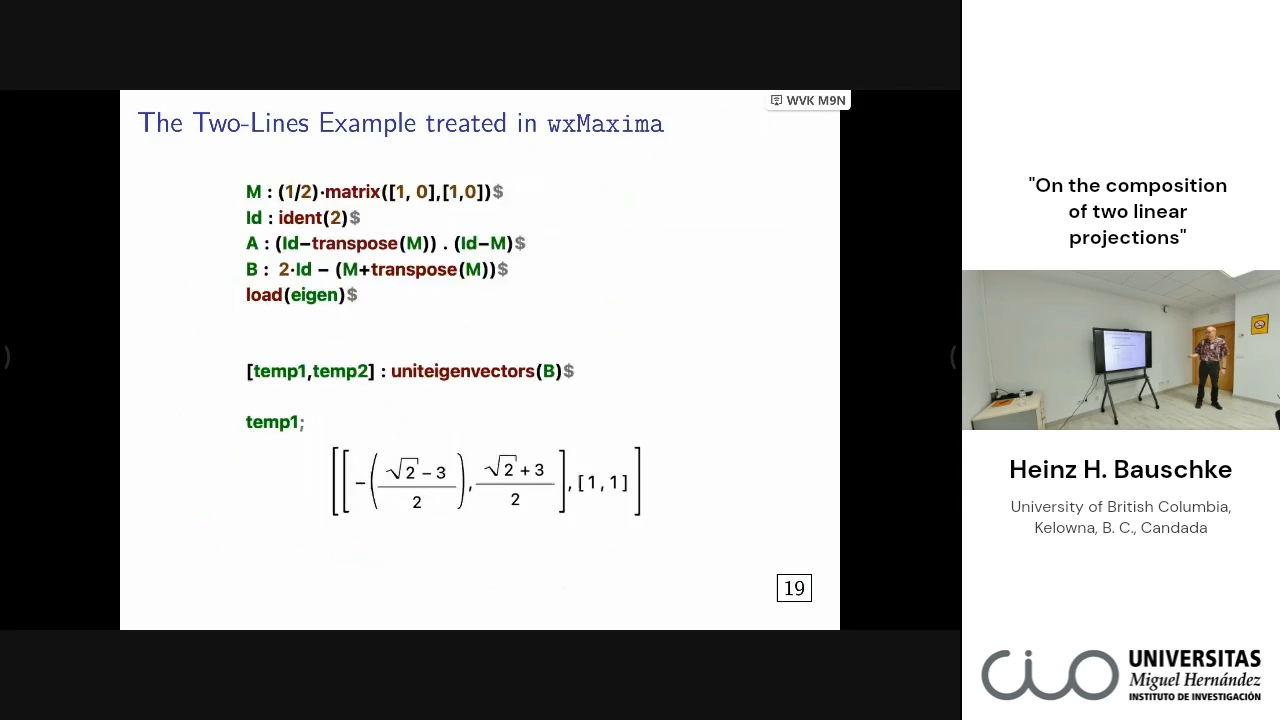 WVK M9N
The Two-Lines Example treated in wxMaxima
M : (1/2)·matrix([1, 0],[1,0])$
Id : ident(2)$
A : (Id−transpose(M)) . (Id−M)$
B : 2·Id − (M+transpose(M))$
load(eigen)$
[temp1,temp2] : uniteigenvectors(B)$
temp1;
[[−((√2−3)/2), (√2+3)/2], [1,1]]
19
"On the composition
of two linear
projections"
Heinz H. Bauschke
University of British Columbia,
Kelowna, B. C., Candada
CIO
UNIVERSITAS
Miguel Hernández
INSTITUTO DE INVESTIGACIÓN